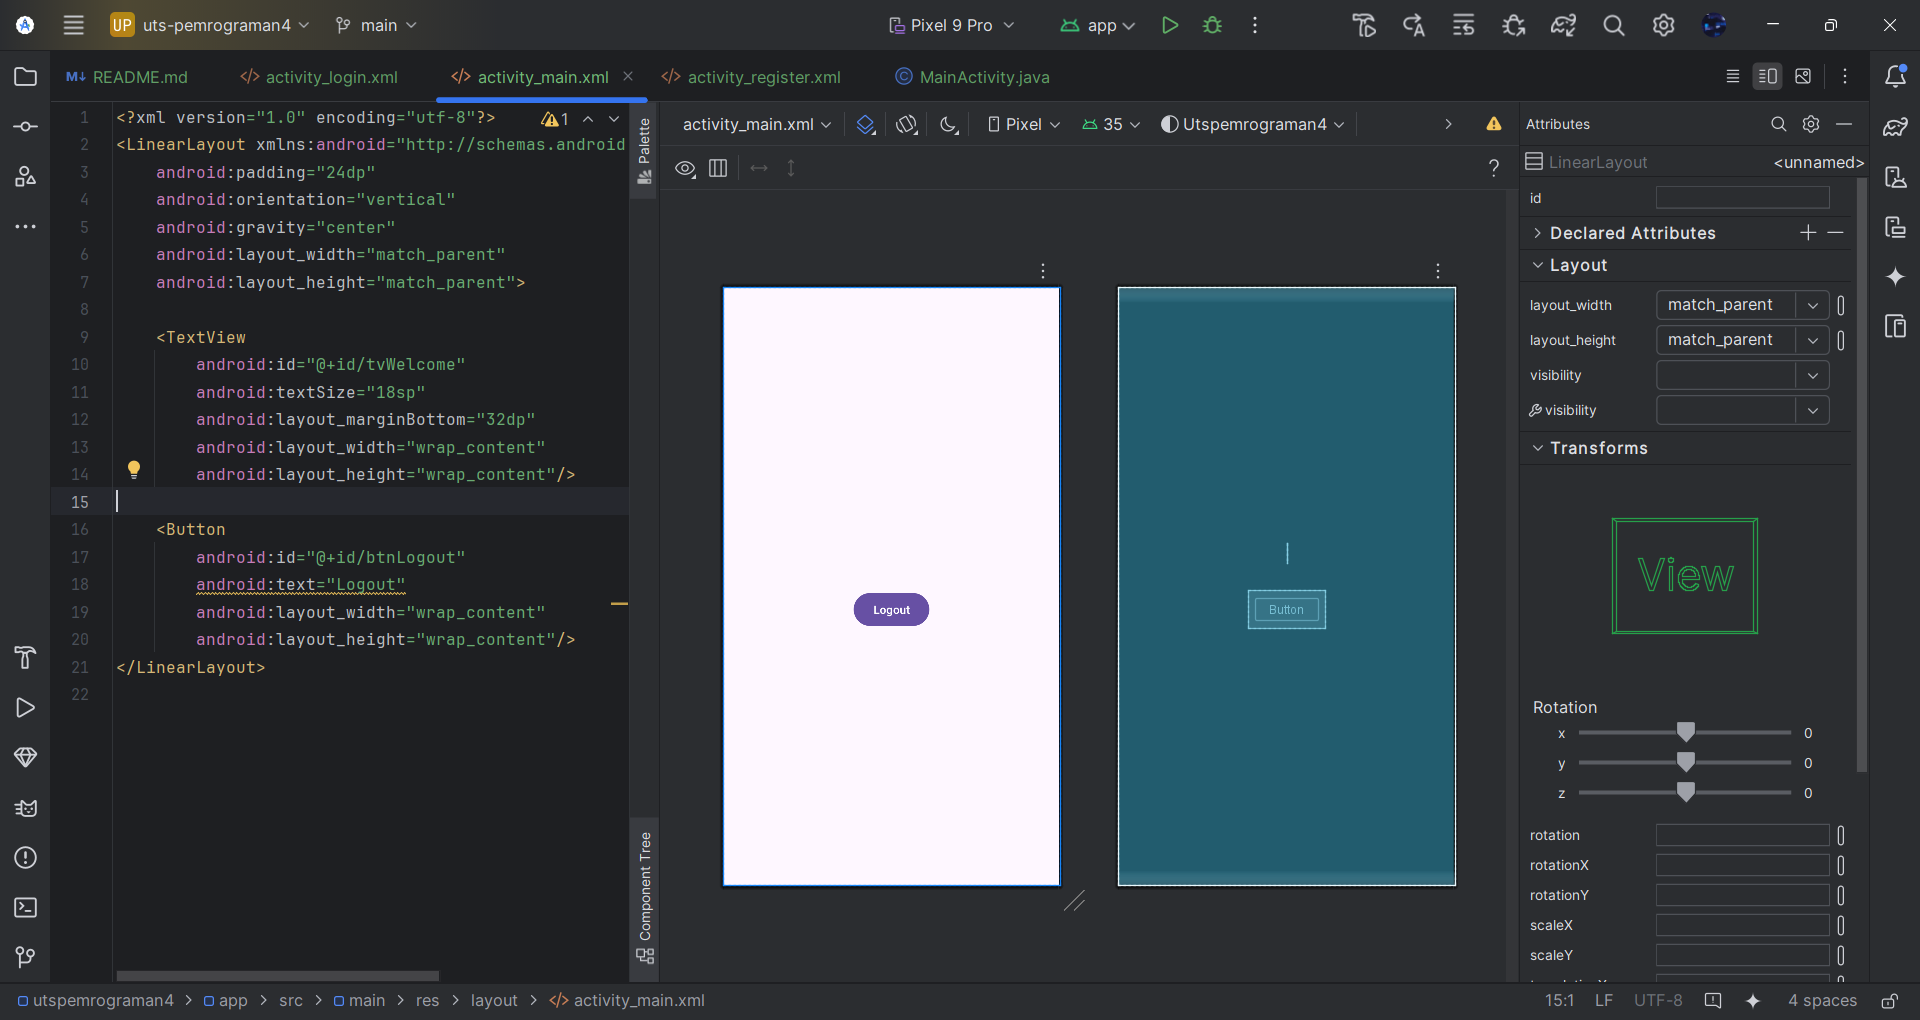 UP uts-pemrograman4 main Pixel 9 Pro app
README.md activity_login.xml activity_main.xml activity_register.xml MainActivity.java
1 <?xml version="1.0" encoding="utf-8"?> 1
2 <LinearLayout xmlns:android="http://schemas.android
3 android:padding="24dp"
4 android:orientation="vertical"
5 android:gravity="center"
6 android:layout_width="match_parent"
7 android:layout_height="match_parent">
8
9 <TextView
10 android:id="@+id/tvWelcome"
11 android:textSize="18sp"
12 android:layout_marginBottom="32dp"
13 android:layout_width="wrap_content"
14 android:layout_height="wrap_content"/>
15
16 <Button
17 android:id="@+id/btnLogout"
18 android:text="Logout"
19 android:layout_width="wrap_content"
20 android:layout_height="wrap_content"/>
21 </LinearLayout>
22
Palette
Component Tree
activity_main.xml Pixel 35 Utspemrograman4
?
Logout
Button
Attributes
LinearLayout <unnamed>
id
Declared Attributes
Layout
layout_width match_parent
layout_height match_parent
visibility
visibility
Transforms
View
Rotation
x 0
y 0
z 0
rotation
rotationX
rotationY
scaleX
scaleY
utspemrograman4 > app > src > main > res > layout > activity_main.xml
15:1 LF UTF-8 4 spaces